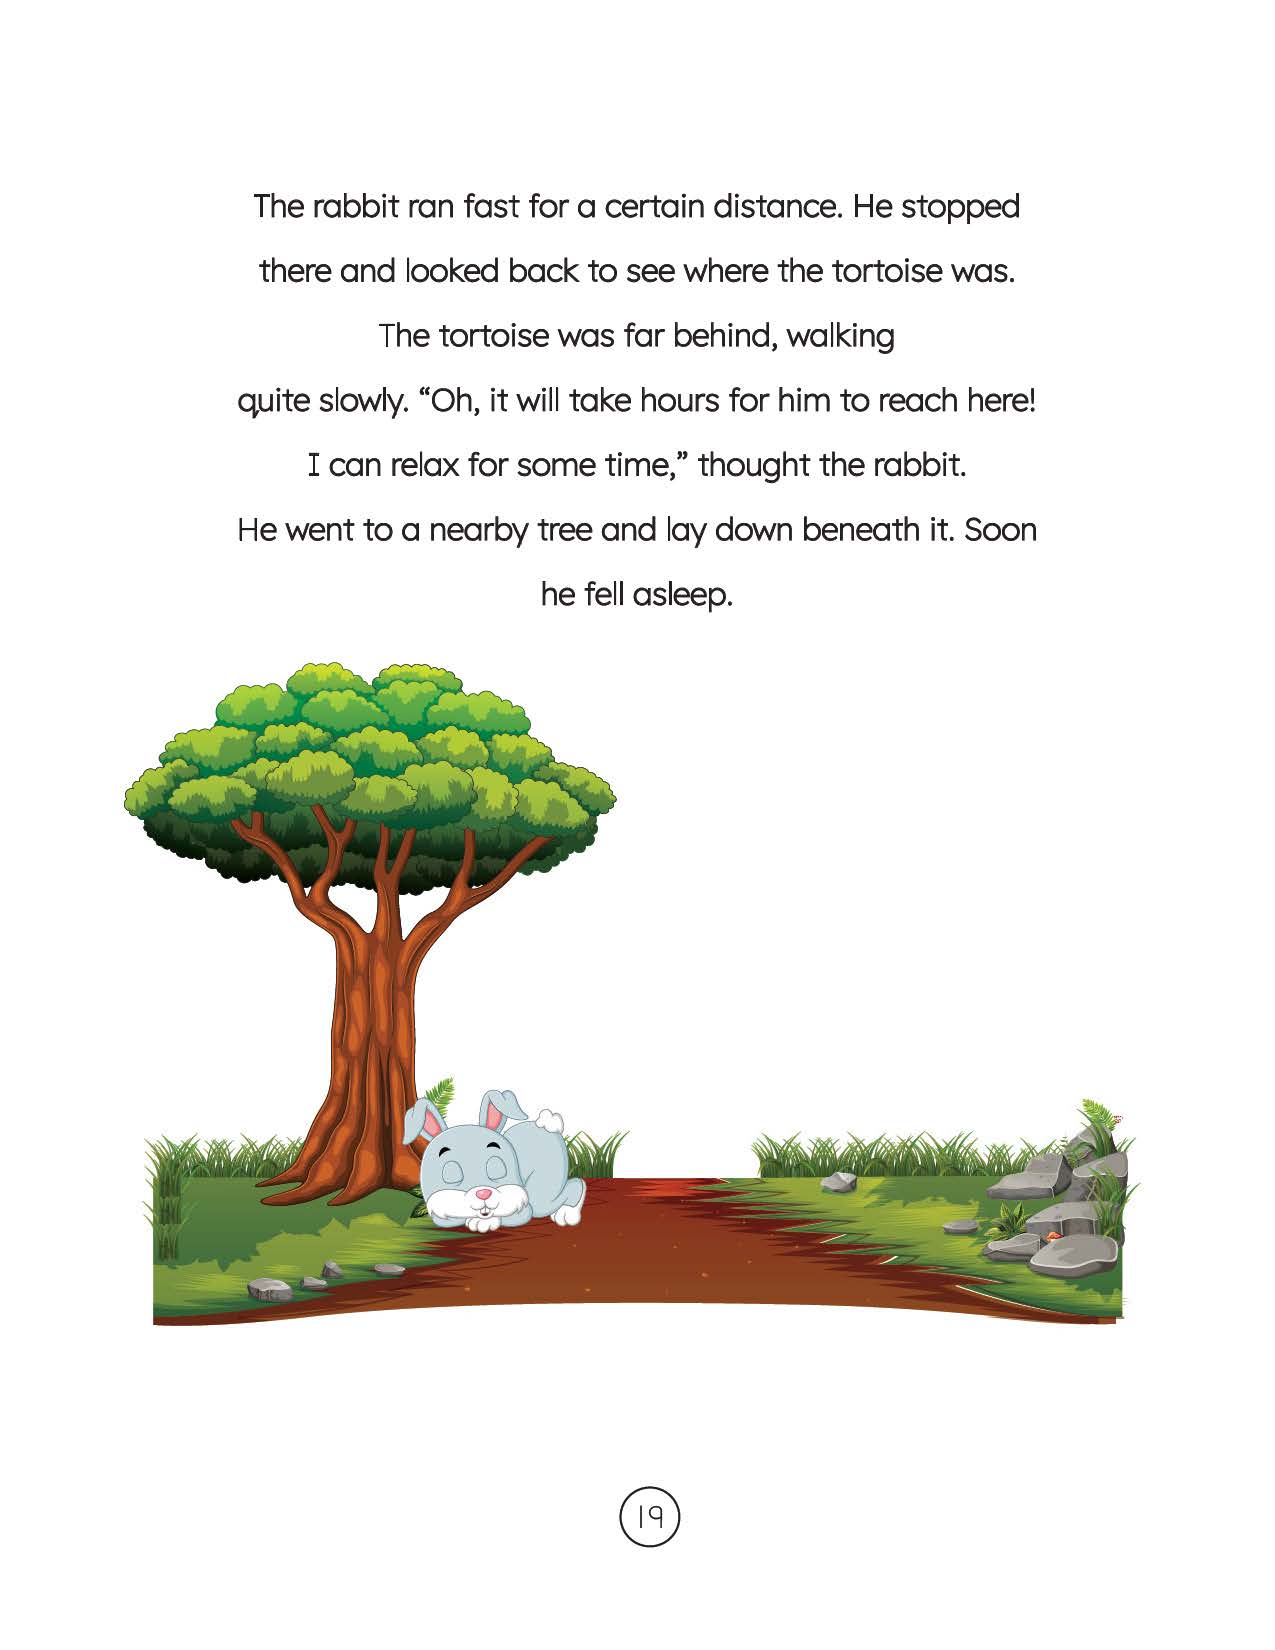 The rabbit ran fast for a certain distance. He stopped
there and looked back to see where the tortoise was.
The tortoise was far behind, walking
quite slowly. “Oh, it will take hours for him to reach here!
I can relax for some time,” thought the rabbit.
He went to a nearby tree and lay down beneath it. Soon
he fell asleep.
19